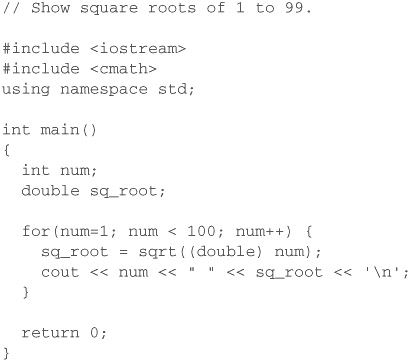 // Show square roots of 1 to 99.

#include <iostream>
#include <cmath>
using namespace std;

int main()
{
  int num;
  double sq_root;

  for(num=1; num < 100; num++) {
    sq_root = sqrt((double) num);
    cout << num << " " << sq_root << '\n';
  }

  return 0;
}